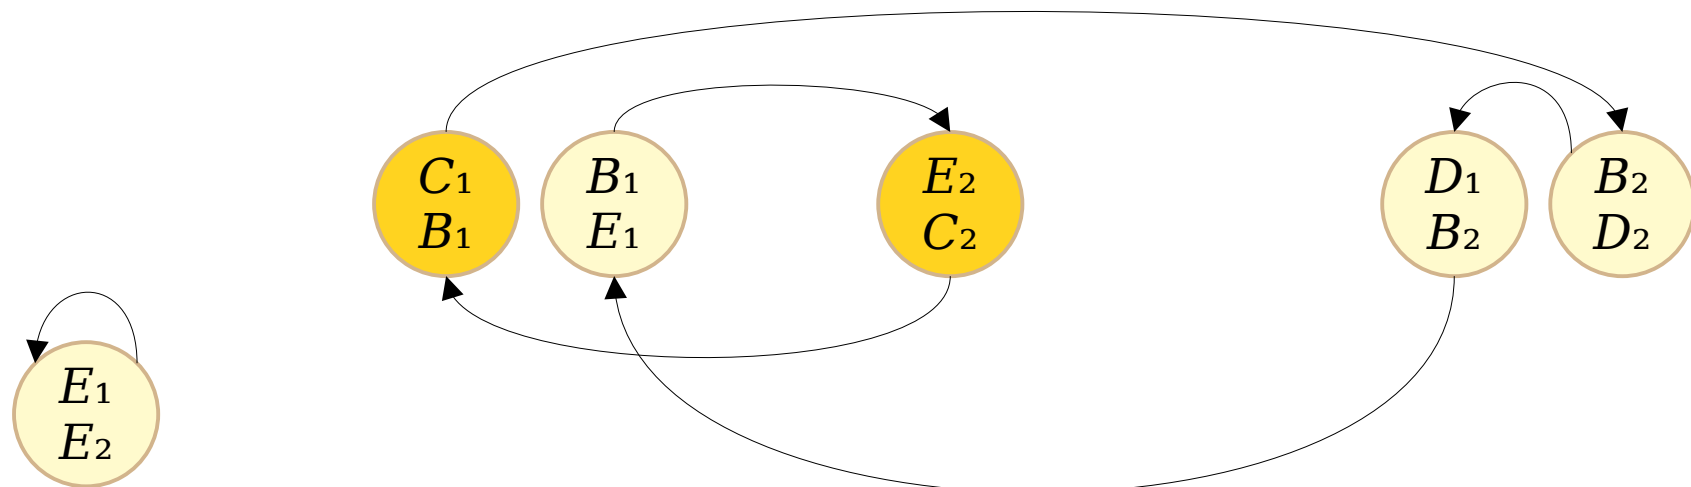 C₁
B₁
B₁
E₁
E₂
C₂
D₁
B₂
B₂
D₂
E₁
E₂